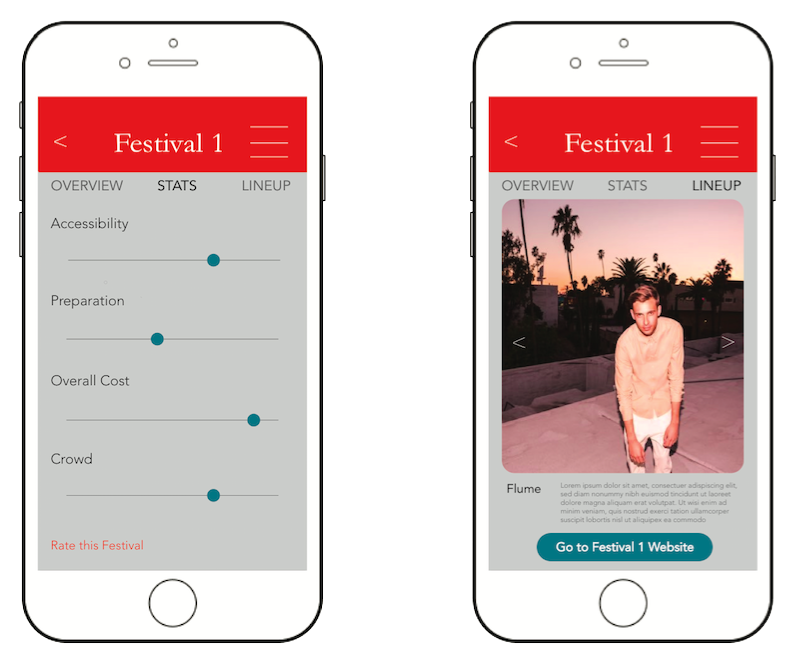 < Festival 1
OVERVIEW STATS LINEUP
Accessibility
Preparation
Overall Cost
Crowd
Rate this Festival
< Festival 1
OVERVIEW STATS LINEUP
< >
Flume
Lorem ipsum dolor sit amet, consectuer adipiscing elit,
sed diam nonummy nibh euismod tincidunt ut laoreet
dolore magna aliquam erat volutpat. Ut wisi enim ad
minim veniam, quis nostrud exerci tation ullamcorper
suscipit lobortis nisl ut aliquipex ea commodo
Go to Festival 1 Website